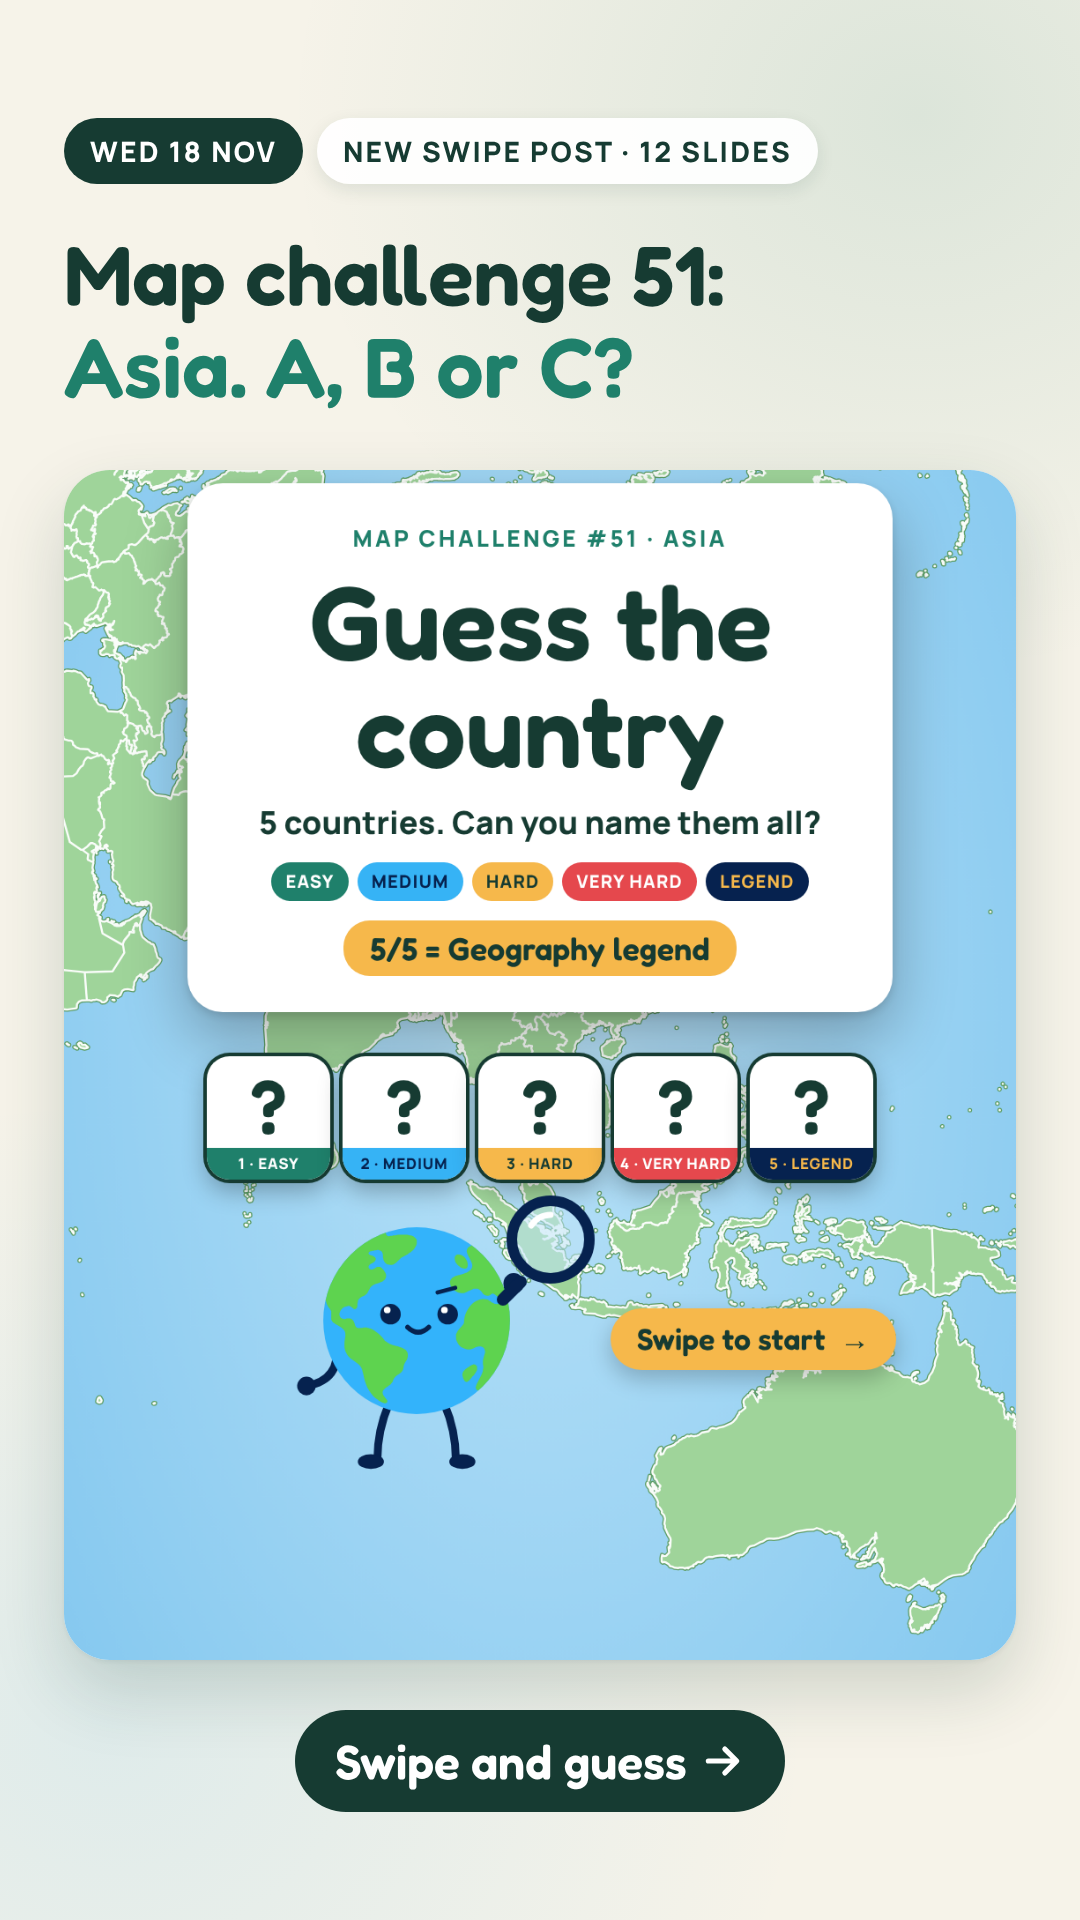 WED 18 NOV
NEW SWIPE POST · 12 SLIDES
Map challenge 51:
Asia. A, B or C?
MAP CHALLENGE #51 · ASIA
Guess the
country
5 countries. Can you name them all?
EASY
MEDIUM
HARD
VERY HARD
LEGEND
5/5 = Geography legend
?
?
?
?
?
1 · EASY
2 · MEDIUM
3 · HARD
4 · VERY HARD
5 · LEGEND
Swipe to start →
Swipe and guess →